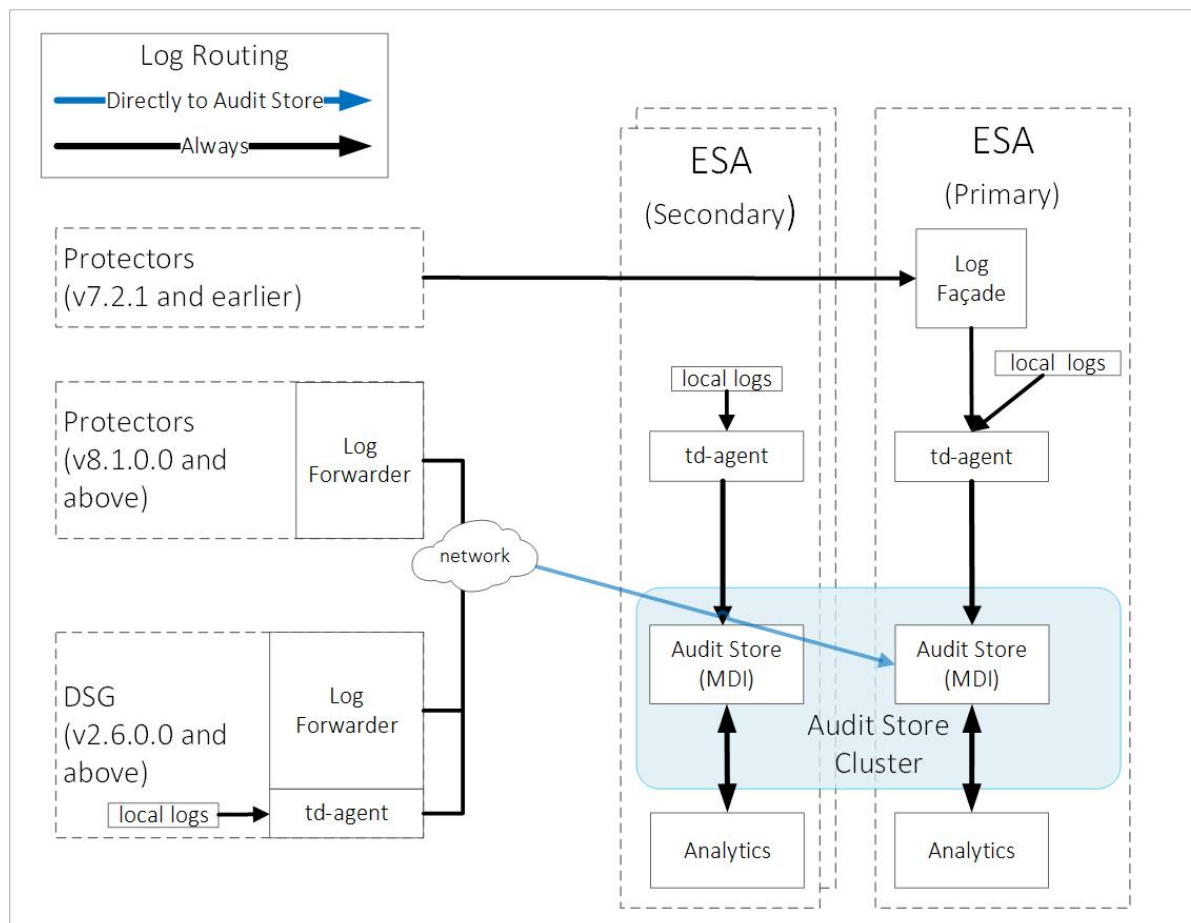 Log Routing
Directly to Audit Store
Always
ESA
(Secondary)
ESA
(Primary)
Protectors
(v7.2.1 and earlier)
Log
Façade
local logs
local logs
Protectors
(v8.1.0.0 and
above)
Log
Forwarder
td-agent
td-agent
network
DSG
(v2.6.0.0 and
above)
Log
Forwarder
local logs
td-agent
Audit Store
(MDI)
Audit Store
(MDI)
Audit Store
Cluster
Analytics
Analytics